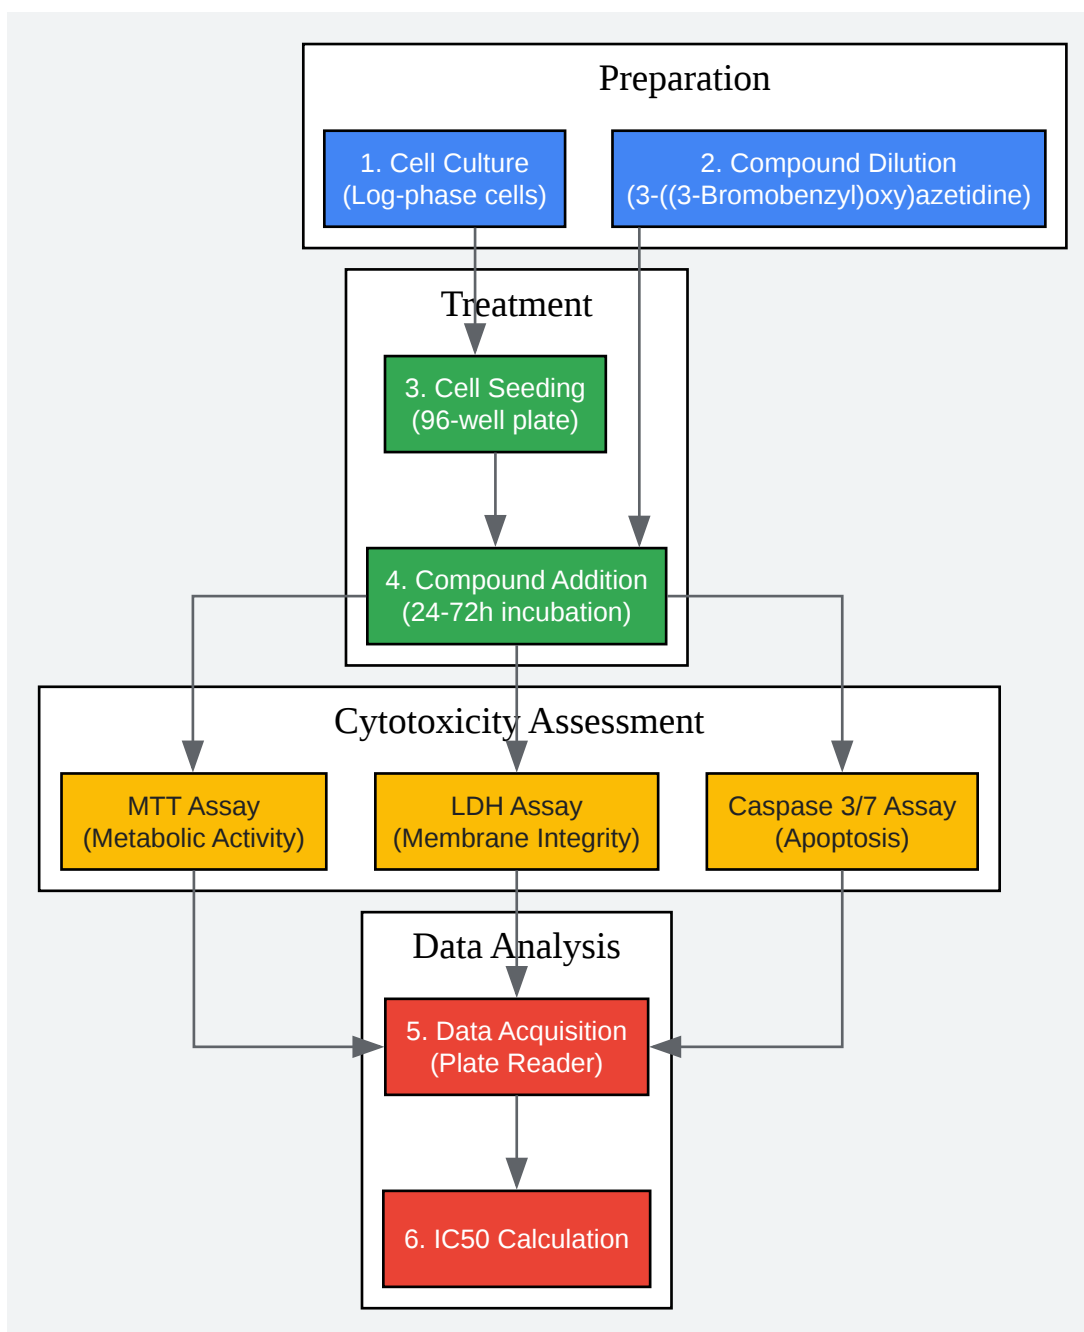 Preparation
1. Cell Culture
(Log-phase cells)
2. Compound Dilution
(3-((3-Bromobenzyl)oxy)azetidine)
Treatment
3. Cell Seeding
(96-well plate)
4. Compound Addition
(24-72h incubation)
Cytotoxicity Assessment
MTT Assay
(Metabolic Activity)
LDH Assay
(Membrane Integrity)
Caspase 3/7 Assay
(Apoptosis)
Data Analysis
5. Data Acquisition
(Plate Reader)
6. IC50 Calculation